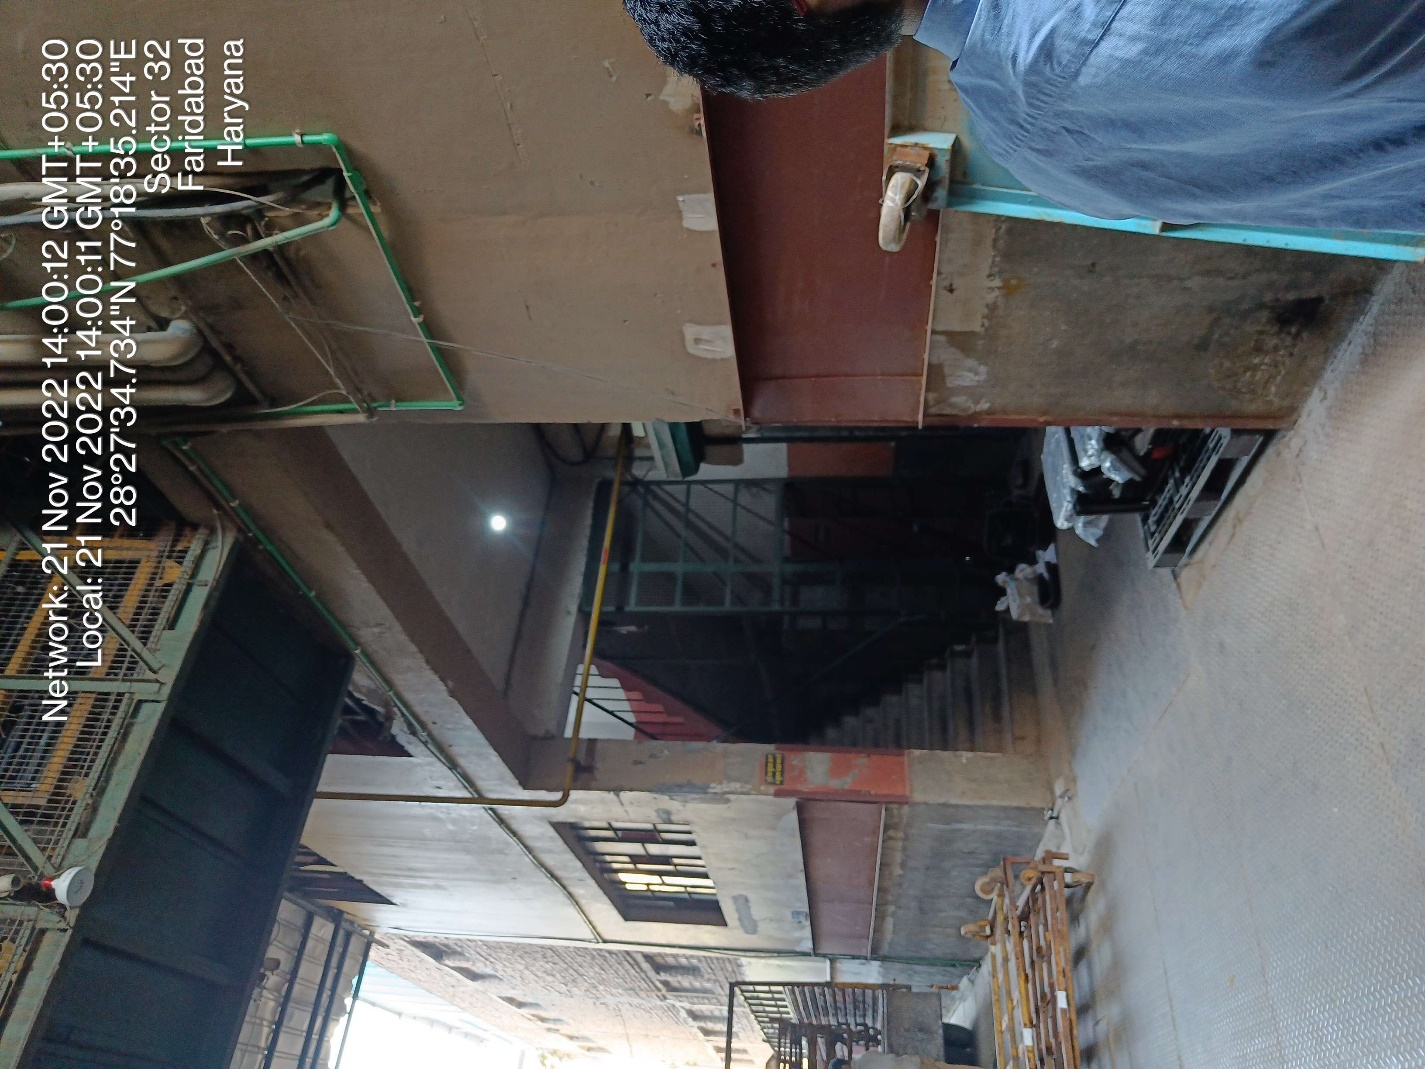 Network: 21 Nov 2022 14:00:12 GMT+05:30
Local: 21 Nov 2022 14:00:11 GMT+05:30
28°27'34.734"N 77°18'35.214"E
Sector 32
Faridabad
Haryana